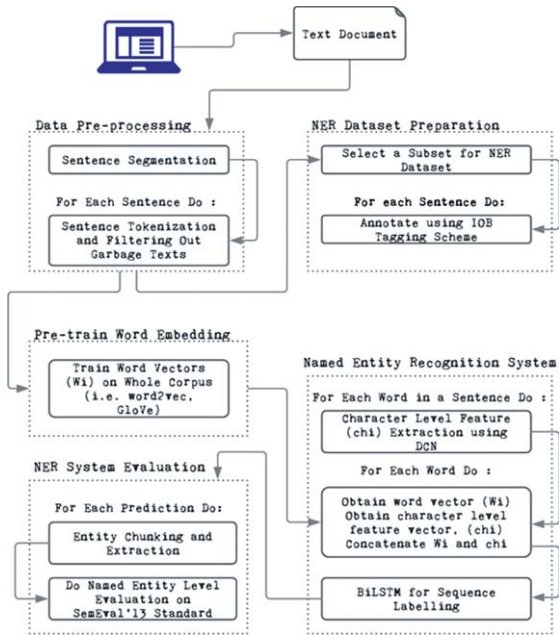 Text Document
Data Pre-processing
Sentence Segmentation
For Each Sentence Do :
Sentence Tokenization
and Filtering Out
Garbage Texts
NER Dataset Preparation
Select a Subset for NER
Dataset
For each Sentence Do:
Annotate using IOB
Tagging Scheme
Pre-train Word Embedding
Train Word Vectors
(Wi) on Whole Corpus
(i.e. word2vec,
GloVe)
Named Entity Recognition System
For Each Word in a Sentence Do :
Character Level Feature
(chi) Extraction using
DCN
For Each Word Do :
Obtain word vector (Wi)
Obtain character level
feature vector, (chi)
Concatenate Wi and chi
BiLSTM for Sequence
Labelling
NER System Evaluation
For Each Prediction Do:
Entity Chunking and
Extraction
Do Named Entity Level
Evaluation on
SemEval'13 Standard